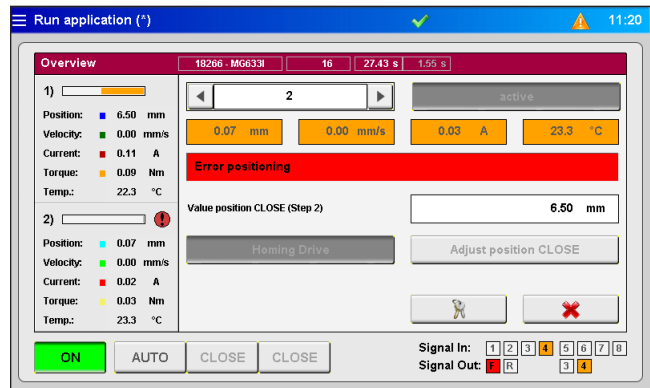 Run application (*) 11:20
Overview 18266 - MG633I 16 27.43 s 1.55 s
1)
Position: 6.50 mm
Velocity: 0.00 mm/s
Current: 0.11 A
Torque: 0.09 Nm
Temp.: 22.3 °C
2)
Position: 0.07 mm
Velocity: 0.00 mm/s
Current: 0.02 A
Torque: 0.03 Nm
Temp.: 23.3 °C
2 active
0.07 mm 0.00 mm/s 0.03 A 23.3 °C
Error positioning
Value position CLOSE (Step 2) 6.50 mm
Homing Drive Adjust position CLOSE
ON AUTO CLOSE CLOSE
Signal In: 1 2 3 4 5 6 7 8
Signal Out: F R 3 4